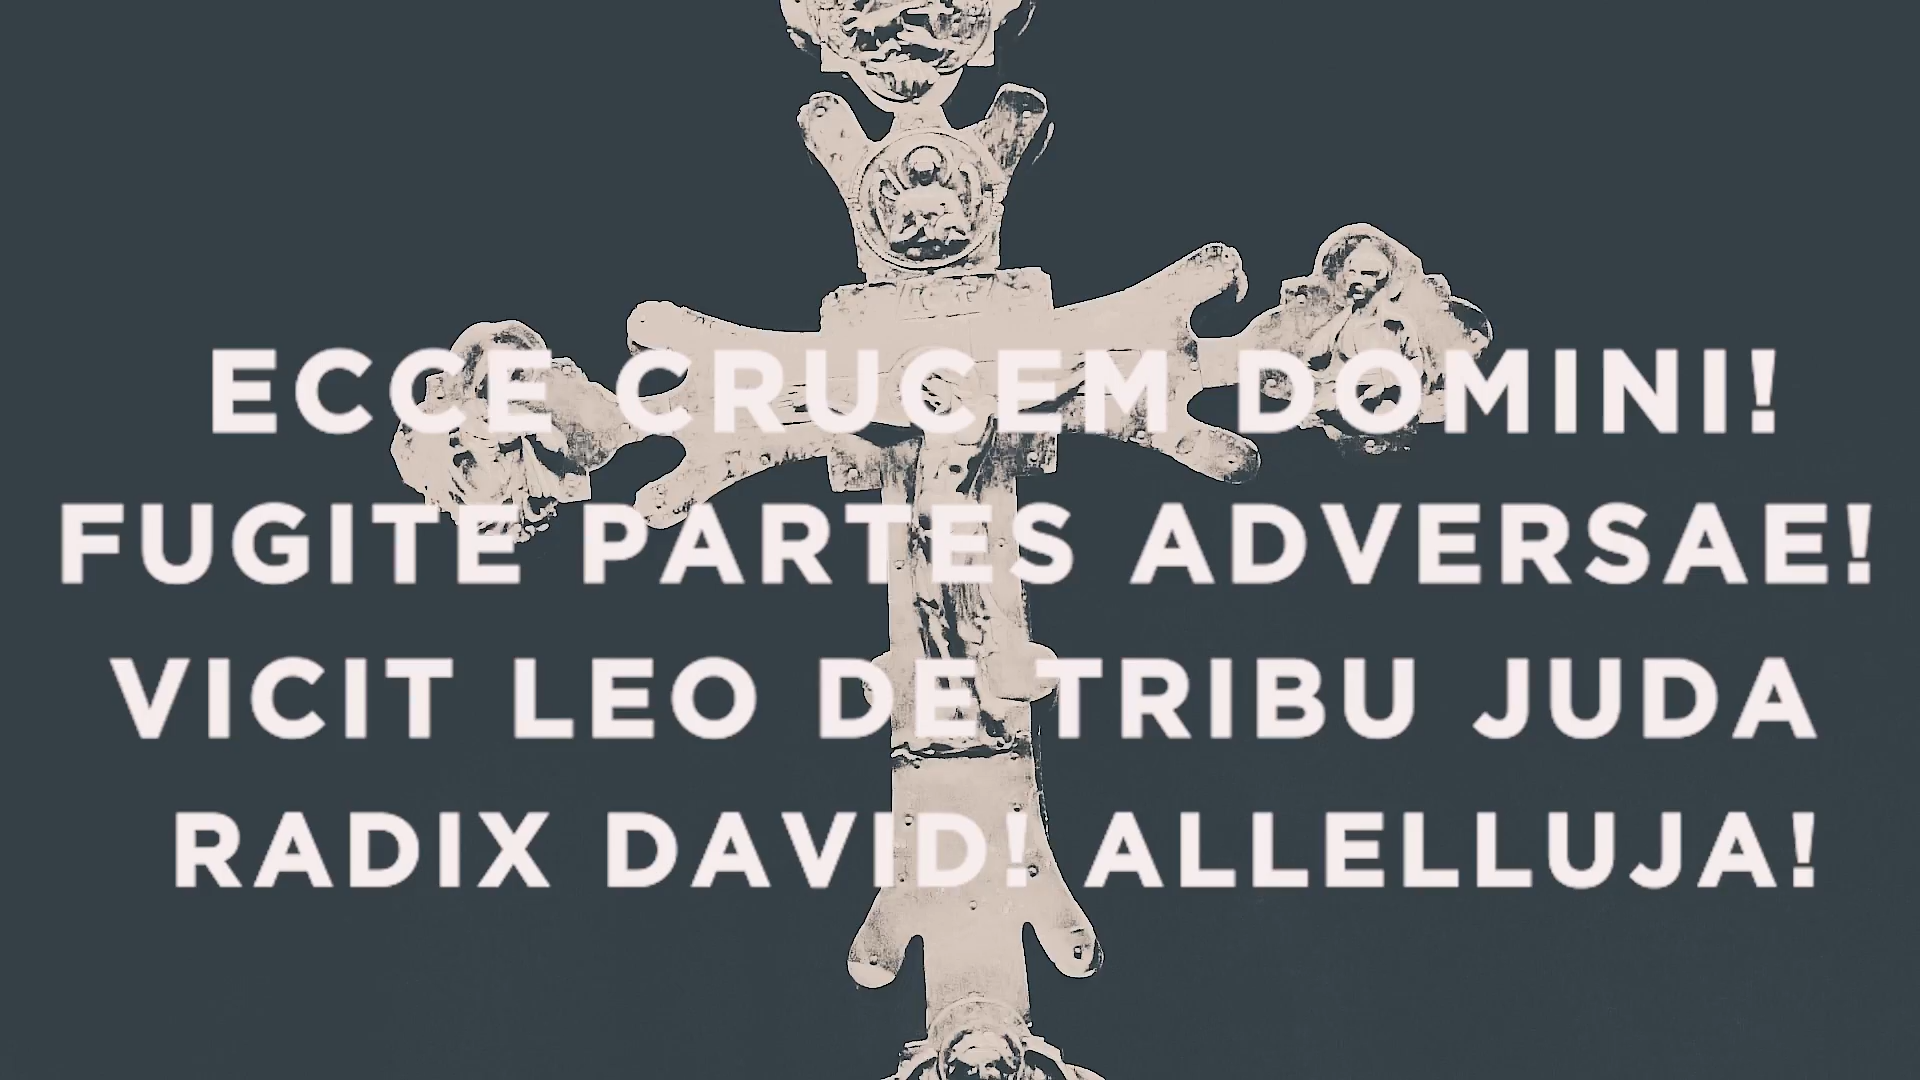 ECCE CRUCEM DOMINI!
FUGITE PARTES ADVERSAE!
VICIT LEO DE TRIBU JUDA
RADIX DAVID! ALLELLUJA!